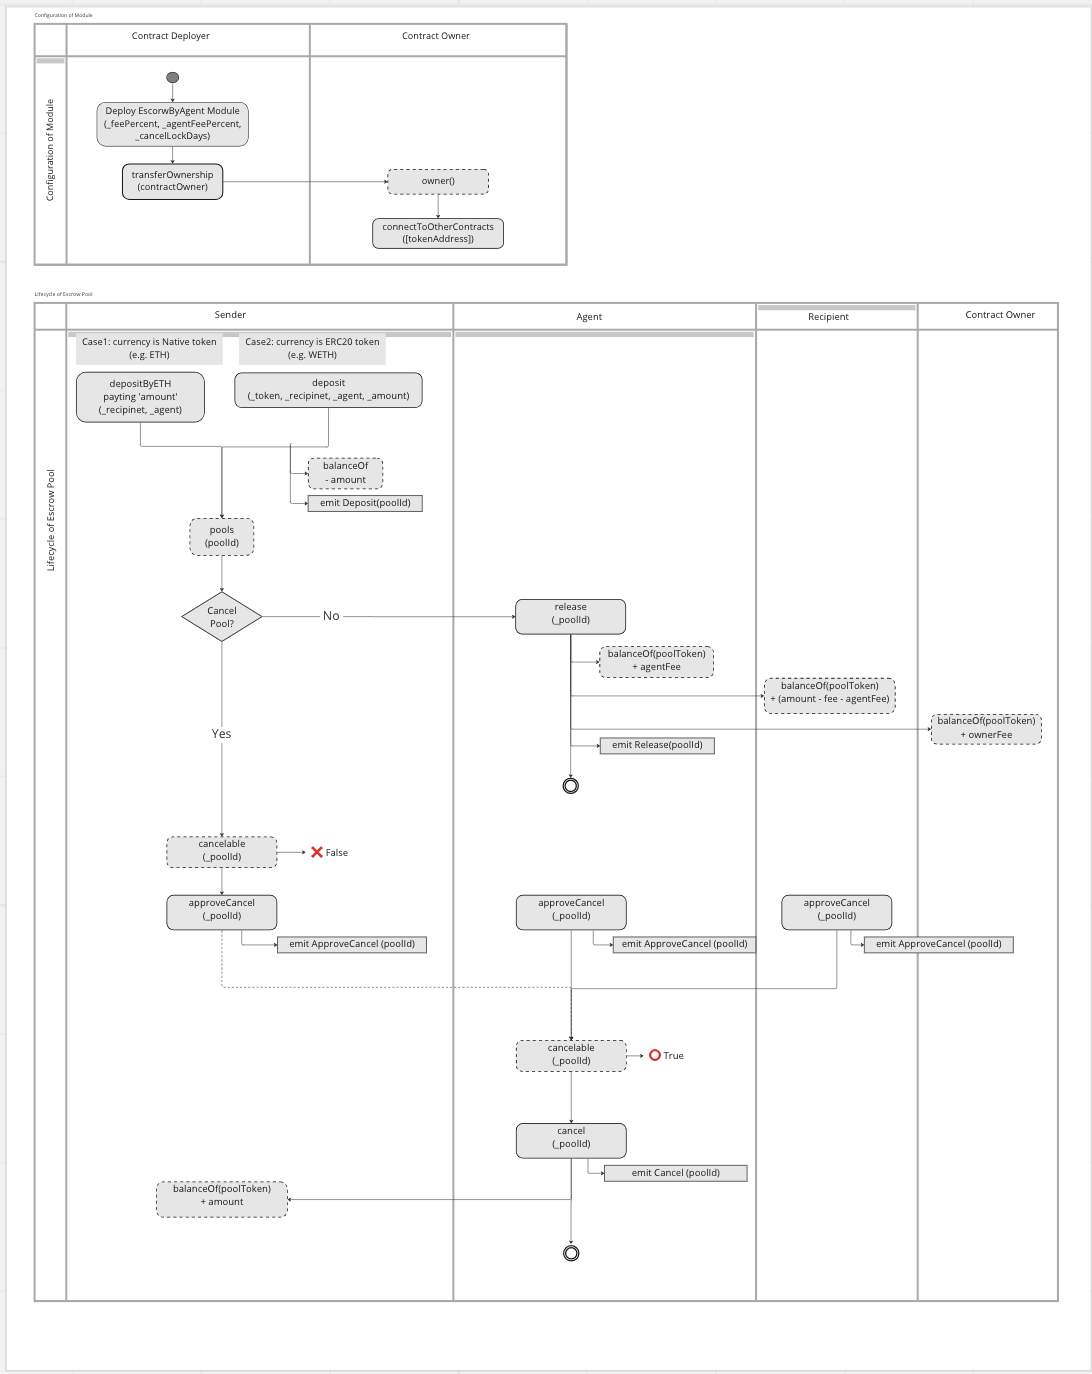 Configuration of Module
Contract Deployer
Contract Owner
Configuration of Module
Deploy EscorwByAgent Module
(_feePercent, _agentFeePercent,
_cancelLockDays)
transferOwnership
(contractOwner)
owner()
connectToOtherContracts
([tokenAddress])
Lifecycle of Escrow Pool
Sender
Agent
Recipient
Contract Owner
Lifecycle of Escrow Pool
Case1: currency is Native token
(e.g. ETH)
Case2: currency is ERC20 token
(e.g. WETH)
depositByETH
payting 'amount'
(_recipinet, _agent)
deposit
(_token, _recipinet, _agent, _amount)
balanceOf
- amount
emit Deposit(poolId)
pools
(poolId)
Cancel
Pool?
No
release
(_poolId)
balanceOf(poolToken)
+ agentFee
balanceOf(poolToken)
+ (amount - fee - agentFee)
balanceOf(poolToken)
+ ownerFee
emit Release(poolId)
Yes
cancelable
(_poolId)
False
approveCancel
(_poolId)
emit ApproveCancel (poolId)
approveCancel
(_poolId)
emit ApproveCancel (poolId)
approveCancel
(_poolId)
emit ApproveCancel (poolId)
cancelable
(_poolId)
True
cancel
(_poolId)
emit Cancel (poolId)
balanceOf(poolToken)
+ amount